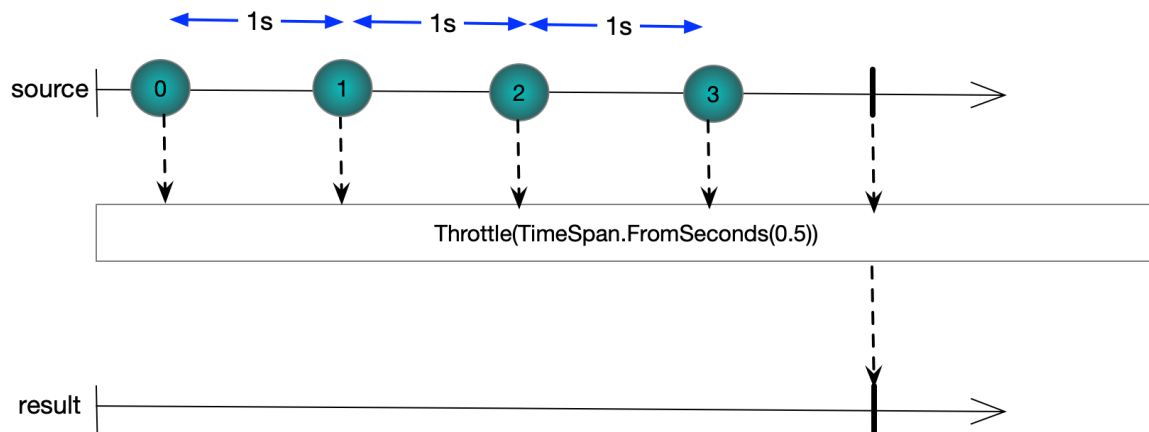 1s 1s 1s
source 0 1 2 3
Throttle(TimeSpan.FromSeconds(0.5))
result